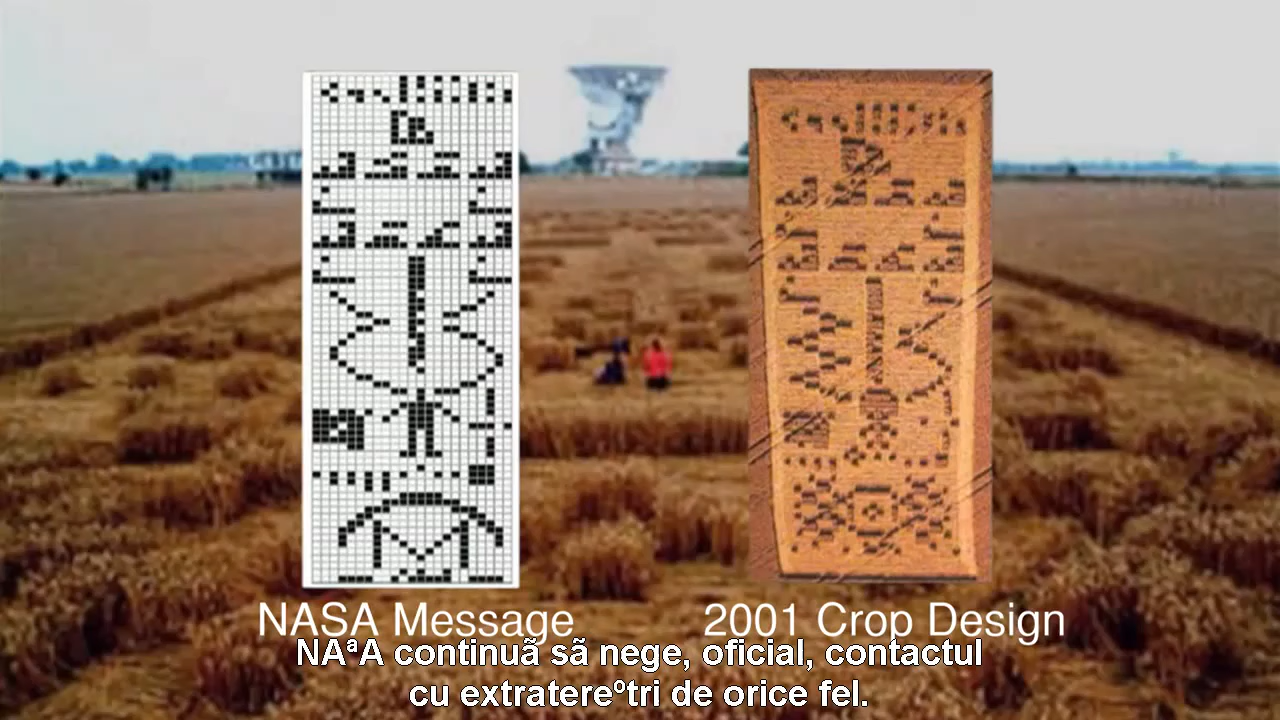 NASA Message
2001 Crop Design
NAªA continuã sã nege, oficial, contactul
cu extratereºtri de orice fel.